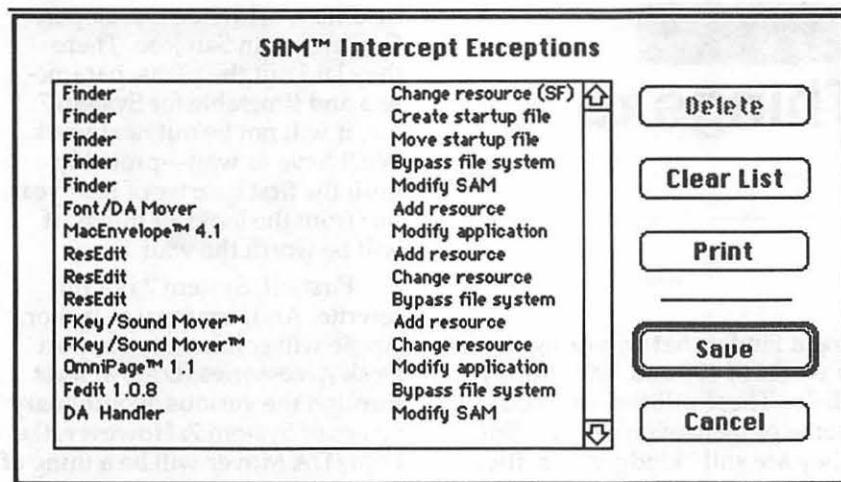 SAM™ Intercept Exceptions
Finder Change resource (SF)
Finder Create startup file
Finder Move startup file
Finder Bypass file system
Finder Modify SAM
Font/DA Mover Add resource
MacEnvelope™ 4.1 Modify application
ResEdit Add resource
ResEdit Change resource
ResEdit Bypass file system
FKey/Sound Mover™ Add resource
FKey/Sound Mover™ Change resource
OmniPage™ 1.1 Modify application
Fedit 1.0.8 Bypass file system
DA Handler Modify SAM
Delete
Clear List
Print
Save
Cancel